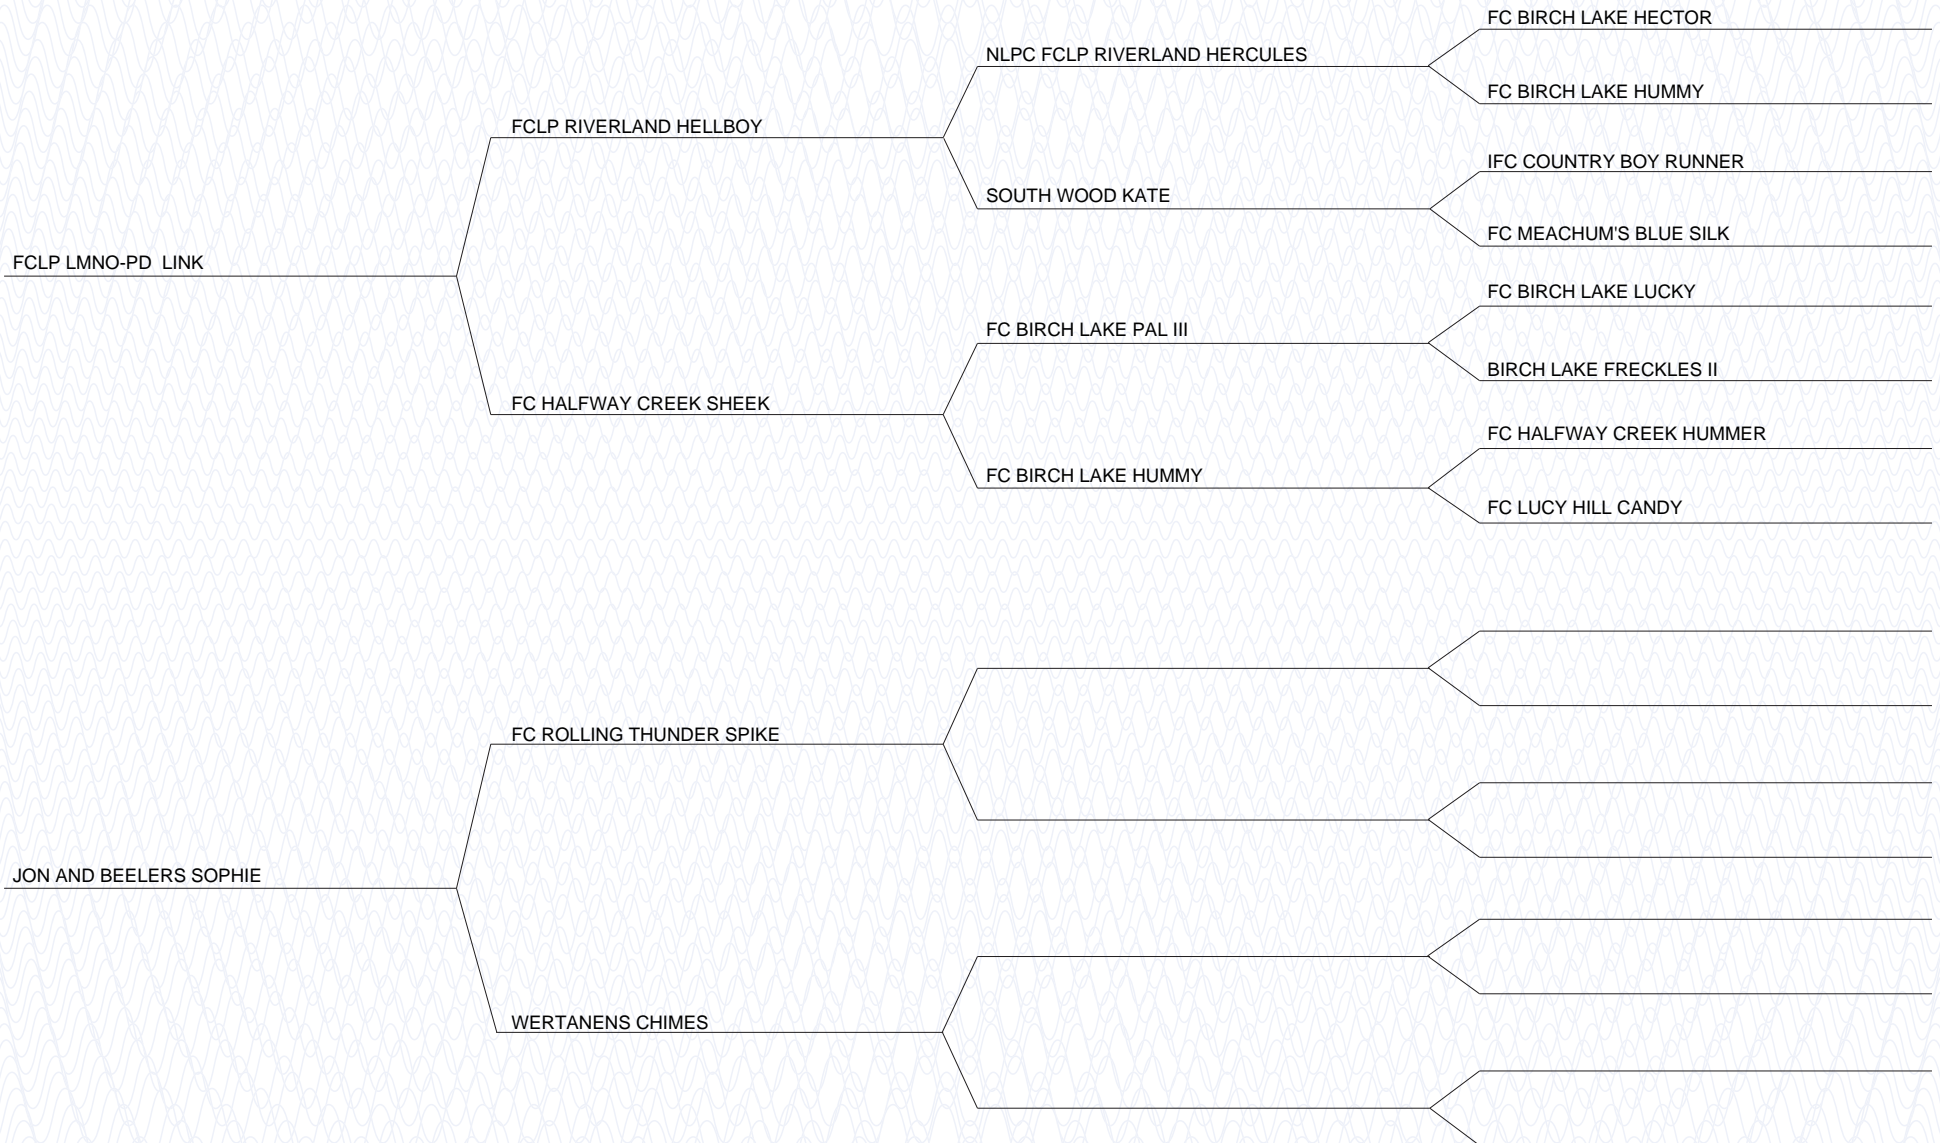 FC BIRCH LAKE HECTOR
NLPC FCLP RIVERLAND HERCULES
FC BIRCH LAKE HUMMY
FCLP RIVERLAND HELLBOY
IFC COUNTRY BOY RUNNER
SOUTH WOOD KATE
FC MEACHUM'S BLUE SILK
FCLP LMNO-PD LINK
FC BIRCH LAKE LUCKY
FC BIRCH LAKE PAL III
BIRCH LAKE FRECKLES II
FC HALFWAY CREEK SHEEK
FC HALFWAY CREEK HUMMER
FC BIRCH LAKE HUMMY
FC LUCY HILL CANDY
FC ROLLING THUNDER SPIKE
JON AND BEELERS SOPHIE
WERTANENS CHIMES